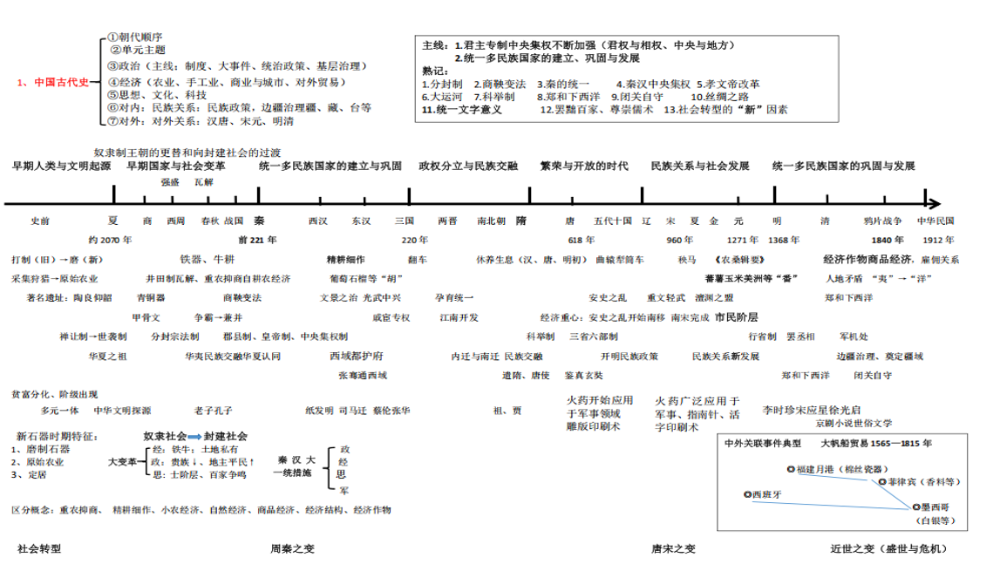 1、中国古代史
①朝代顺序
②单元主题
③政治（主线：制度、大事件、统治政策、基层治理）
④经济（农业、手工业、商业与城市、对外贸易）
⑤思想、文化、科技
⑥对内：民族关系：民族政策，边疆治理疆、藏、台等
⑦对外：对外关系：汉唐、宋元、明清
主线：1.君主专制中央集权不断加强（君权与相权、中央与地方）
2.统一多民族国家的建立、巩固与发展
熟记：
1.分封制 2.商鞅变法 3.秦的统一 4.秦汉中央集权 5.孝文帝改革
6.大运河 7.科举制 8.郑和下西洋 9.闭关自守 10.丝绸之路
11.统一文字意义 12.罢黜百家、尊崇儒术 13.社会转型的“新”因素
奴隶制王朝的更替和向封建社会的过渡
早期人类与文明起源 早期国家与社会变革 统一多民族国家的建立与巩固 政权分立与民族交融 繁荣与开放的时代 民族关系与社会发展 统一多民族国家的巩固与发展
强盛 瓦解
史前 夏 商 西周 春秋 战国 秦 西汉 东汉 三国 两晋 南北朝 隋 唐 五代十国 辽 宋 夏 金 元 明 清 鸦片战争 中华民国
约 2070 年 前 221 年 220 年 618 年 960 年 1271 年 1368 年 1840 年 1912 年
打制（旧）→磨（新） 铁器、牛耕 精耕细作 翻车 休养生息（汉、唐、明初） 曲辕犁筒车 秧马 《农桑辑要》 经济作物商品经济，雇佣关系
采集狩猎→原始农业 井田制瓦解、重农抑商自耕农经济 葡萄石榴等“胡” 蕃薯玉米美洲等“番” 人地矛盾 “夷”→“洋”
著名遗址：陶良仰韶 青铜器 商鞅变法 文景之治 光武中兴 孕育统一 安史之乱 重文轻武 澶渊之盟 郑和下西洋
甲骨文 争霸→兼并 戚宦专权 江南开发 经济重心：安史之乱开始南移 南宋完成 市民阶层
禅让制→世袭制 分封宗法制 郡县制、皇帝制、中央集权制 科举制 三省六部制 行省制 罢丞相 军机处
华夏之祖 华夷民族交融华夏认同 西域都护府 内迁与南迁 民族交融 开明民族政策 民族关系新发展 边疆治理、奠定疆域
张骞通西域 遣隋、唐使 鉴真玄奘 郑和下西洋 闭关自守
贫富分化、阶级出现
多元一体 中华文明探源 老子孔子 纸发明 司马迁 蔡伦张华 祖、贾
火药开始应用
于军事领域
雕版印刷术
火药广泛应用于
军事、指南针、活
字印刷术
李时珍宋应星徐光启
京剧小说世俗文学
新石器时期特征：
1、磨制石器
2、原始农业
3、定居
奴隶社会 封建社会
大变革
经：铁牛：土地私有
政：贵族↓、地主平民↑
思：士阶层、百家争鸣
秦 汉 大
一统措施
政
经
思
军
中外关联事件典型 大帆船贸易 1565—1815 年
◎福建月港（棉丝瓷器）
◎菲律宾（香料等）
◎西班牙
◎墨西哥
（白银等）
区分概念：重农抑商、 精耕细作、小农经济、自然经济、商品经济、经济结构、经济作物
社会转型 周秦之变 唐宋之变 近世之变（盛世与危机）